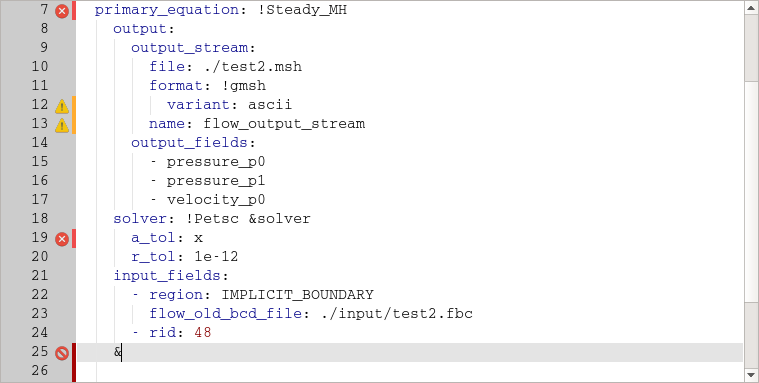 7 primary_equation: !Steady_MH
8 output:
9 output_stream:
10 file: ./test2.msh
11 format: !gmsh
12 variant: ascii
13 name: flow_output_stream
14 output_fields:
15 - pressure_p0
16 - pressure_p1
17 - velocity_p0
18 solver: !Petsc &solver
19 a_tol: x
20 r_tol: 1e-12
21 input_fields:
22 - region: IMPLICIT_BOUNDARY
23 flow_old_bcd_file: ./input/test2.fbc
24 - rid: 48
25 &
26